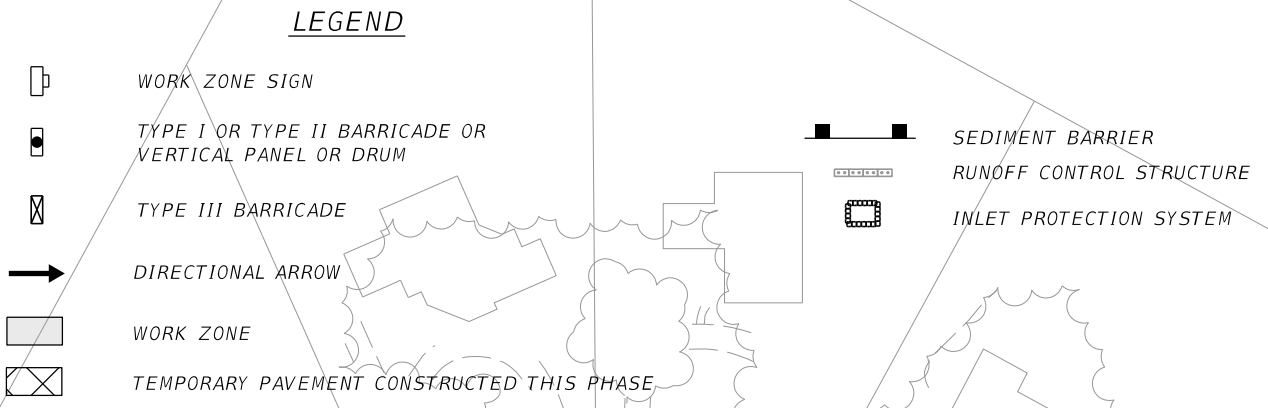 LEGEND
WORK ZONE SIGN
TYPE I OR TYPE II BARRICADE OR
VERTICAL PANEL OR DRUM
TYPE III BARRICADE
DIRECTIONAL ARROW
WORK ZONE
TEMPORARY PAVEMENT CONSTRUCTED THIS PHASE
SEDIMENT BARRIER
RUNOFF CONTROL STRUCTURE
INLET PROTECTION SYSTEM